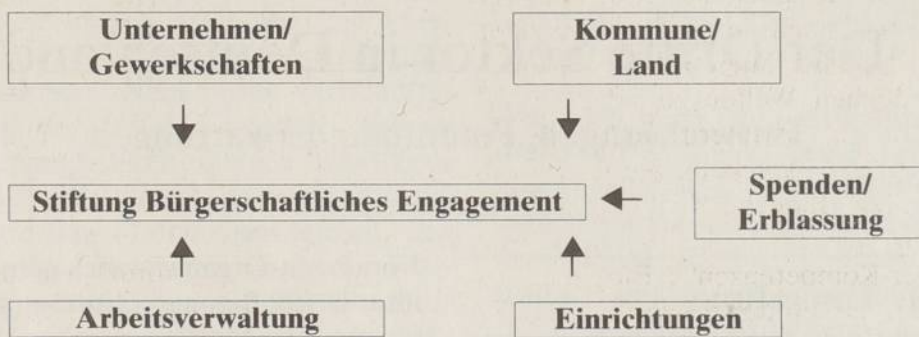 Unternehmen/
Gewerkschaften
Kommune/
Land
Stiftung Bürgerschaftliches Engagement
Spenden/
Erblassung
Arbeitsverwaltung
Einrichtungen